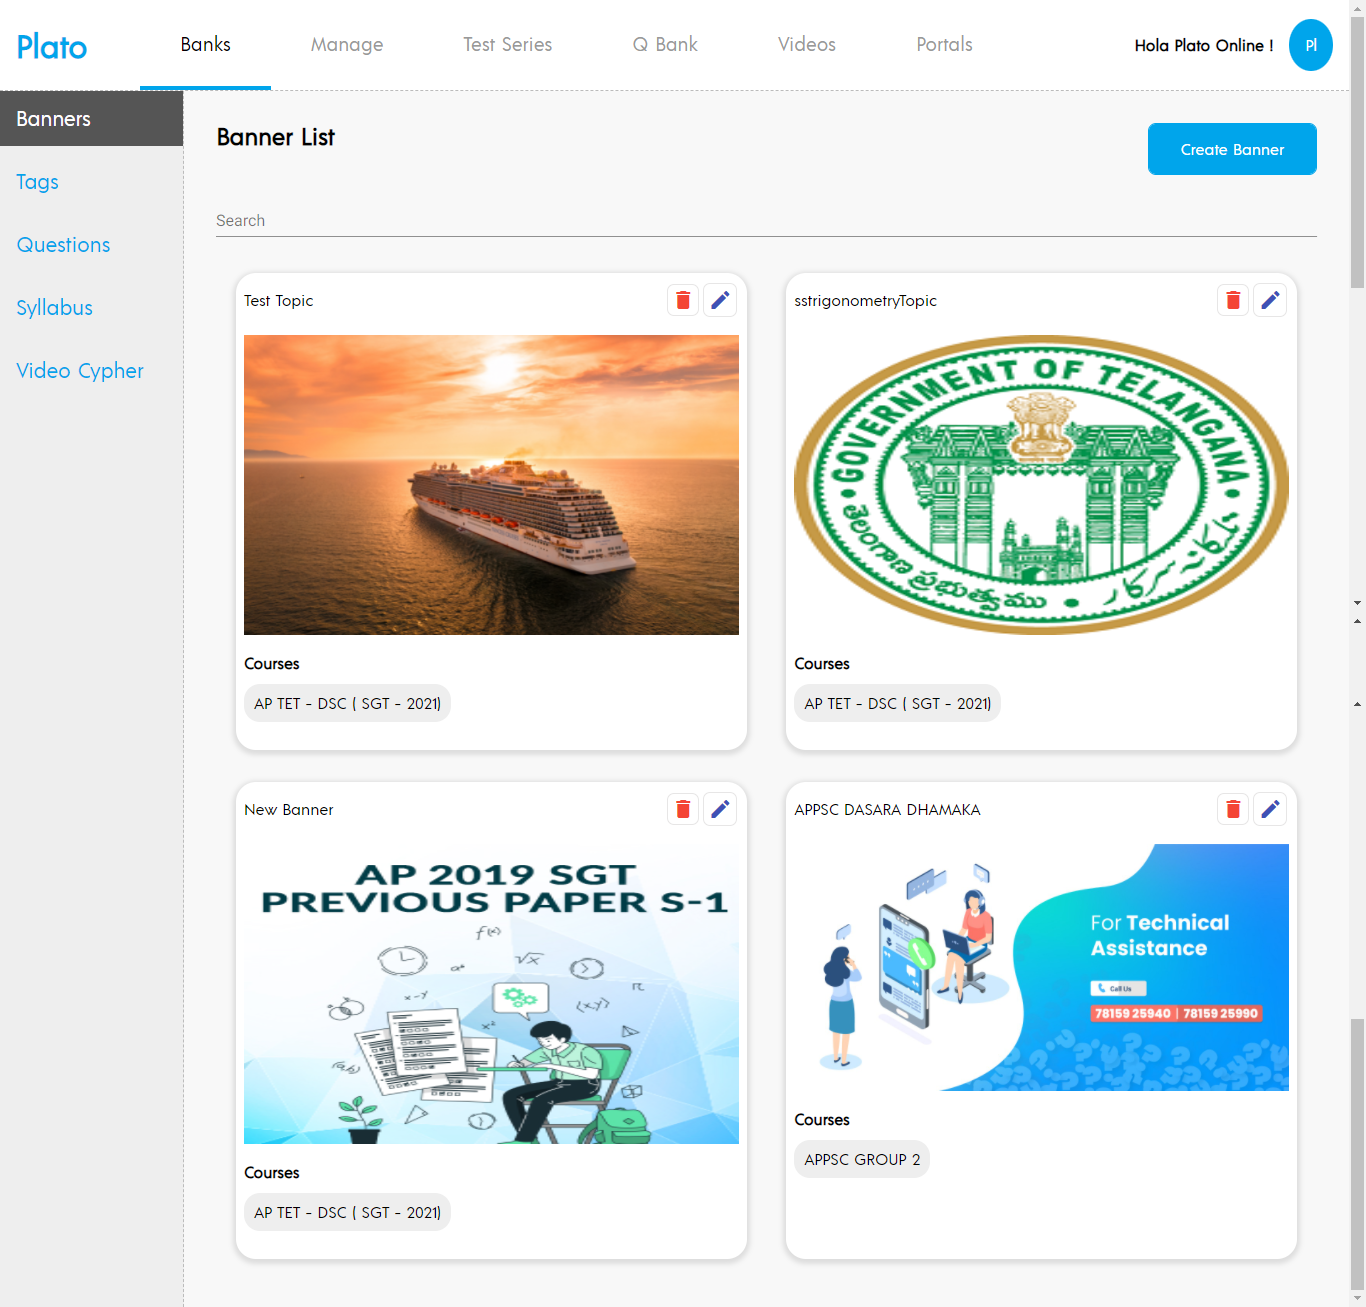 Plato
Banks
Manage
Test Series
Q Bank
Videos
Portals
Hola Plato Online !
Pl
Banners
Tags
Questions
Syllabus
Video Cypher
Banner List
Create Banner
Search
Test Topic
Courses
AP TET - DSC ( SGT - 2021)
sstrigonometryTopic
GOVERNMENT OF TELANGANA
తెలంగాణ ప్రభుత్వము
Courses
AP TET - DSC ( SGT - 2021)
New Banner
AP 2019 SGT
PREVIOUS PAPER S-1
f(x)
√x
x-y
(x,y)
x²
π
Courses
AP TET - DSC ( SGT - 2021)
APPSC DASARA DHAMAKA
For Technical
Assistance
Call Us
78159 25940 | 78159 25990
Courses
APPSC GROUP 2